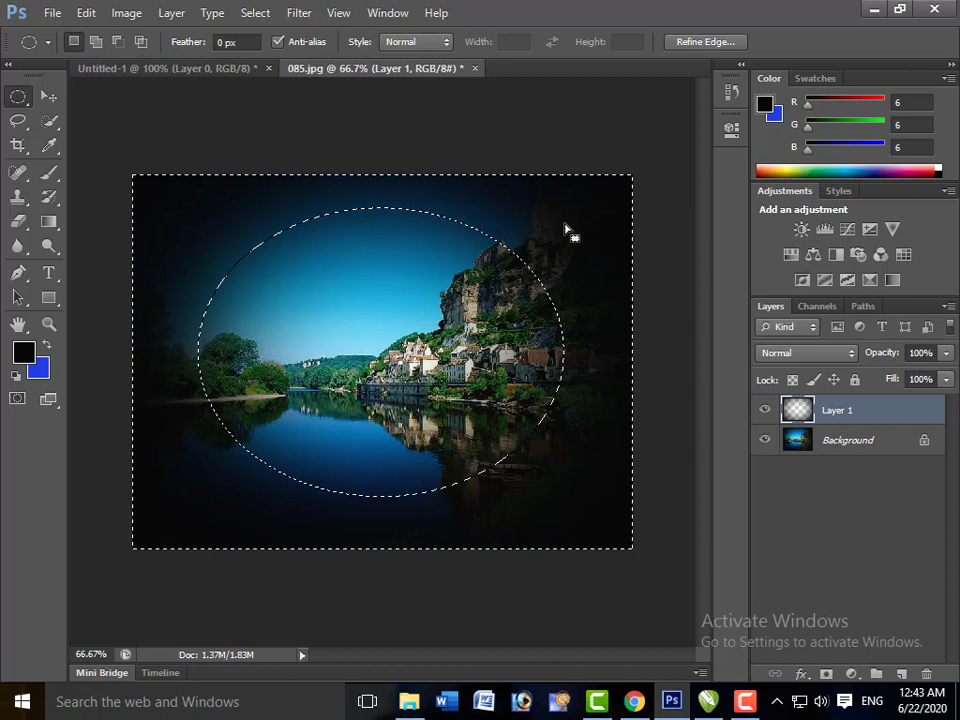 Ps File Edit Image Layer Type Select Filter View Window Help
Feather: 0 px Anti-alias Style: Normal Width: Height: Refine Edge...
Untitled-1 @ 100% (Layer 0, RGB/8) * × 085.jpg @ 66.7% (Layer 1, RGB/8#) * ×
Color Swatches
R 6
G 6
B 6
Adjustments Styles
Add an adjustment
Layers Channels Paths
Kind T
Normal Opacity: 100%
Lock: Fill: 100%
Layer 1
Background
Activate Windows
Go to Settings to activate Windows.
66.67% Doc: 1.37M/1.83M
Mini Bridge Timeline
fx
Search the web and Windows
ENG
12:43 AM
6/22/2020